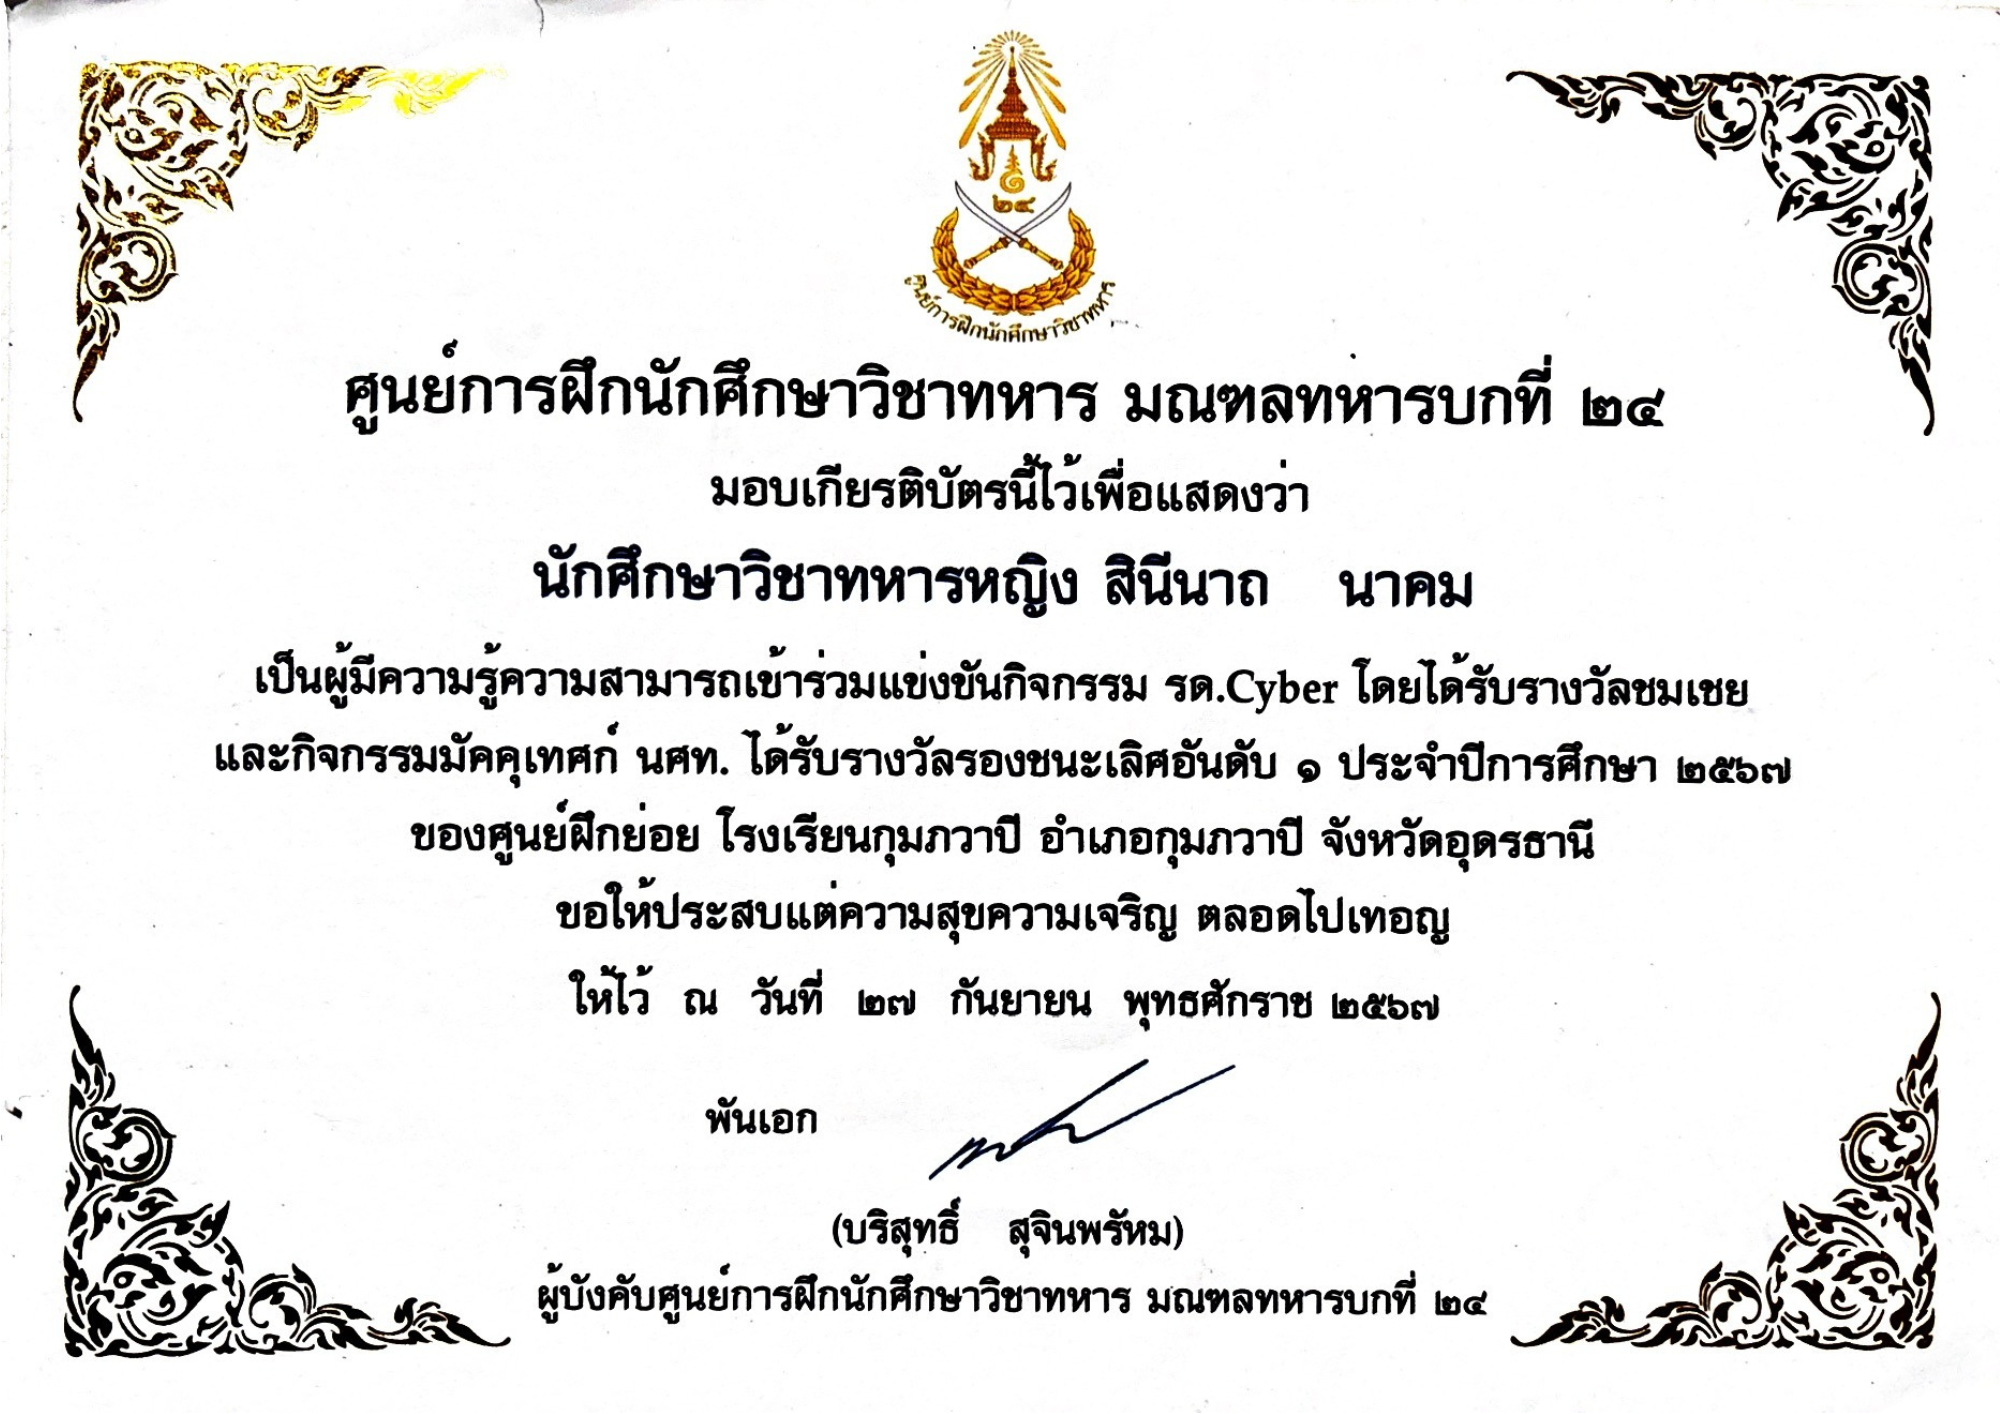 ๒๔
ศูนย์การฝึกนักศึกษาวิชาทหาร
ศูนย์การฝึกนักศึกษาวิชาทหาร มณฑลทหารบกที่ ๒๔
มอบเกียรติบัตรนี้ไว้เพื่อแสดงว่า
นักศึกษาวิชาทหารหญิง สินีนาถ นาคม
เป็นผู้มีความรู้ความสามารถเข้าร่วมแข่งขันกิจกรรม รด.Cyber โดยได้รับรางวัลชมเชย
และกิจกรรมมัคคุเทศก์ นศท. ได้รับรางวัลรองชนะเลิศอันดับ ๑ ประจำปีการศึกษา ๒๕๖๗
ของศูนย์ฝึกย่อย โรงเรียนกุมภวาปี อำเภอกุมภวาปี จังหวัดอุดรธานี
ขอให้ประสบแต่ความสุขความเจริญ ตลอดไปเทอญ
ให้ไว้ ณ วันที่ ๒๗ กันยายน พุทธศักราช ๒๕๖๗
พันเอก
(บริสุทธิ์ สุจินพรัหม)
ผู้บังคับศูนย์การฝึกนักศึกษาวิชาทหาร มณฑลทหารบกที่ ๒๔